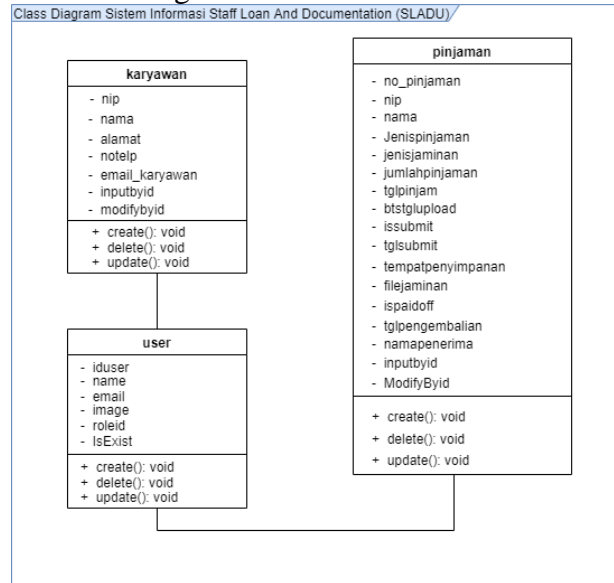 Class Diagram Sistem Informasi Staff Loan And Documentation (SLADU)
karyawan
- nip
- nama
- alamat
- notelp
- email_karyawan
- inputbyid
- modifybyid
+ create(): void
+ delete(): void
+ update(): void
user
- iduser
- name
- email
- image
- roleid
- IsExist
+ create(): void
+ delete(): void
+ update(): void
pinjaman
- no_pinjaman
- nip
- nama
- Jenispinjaman
- jenisjaminan
- jumlahpinjaman
- tglpinjam
- btstglupload
- issubmit
- tglsubmit
- tempatpenyimpanan
- filejaminan
- ispaidoff
- tglpengembalian
- namapenerima
- inputbyid
- ModifyByid
+ create(): void
+ delete(): void
+ update(): void